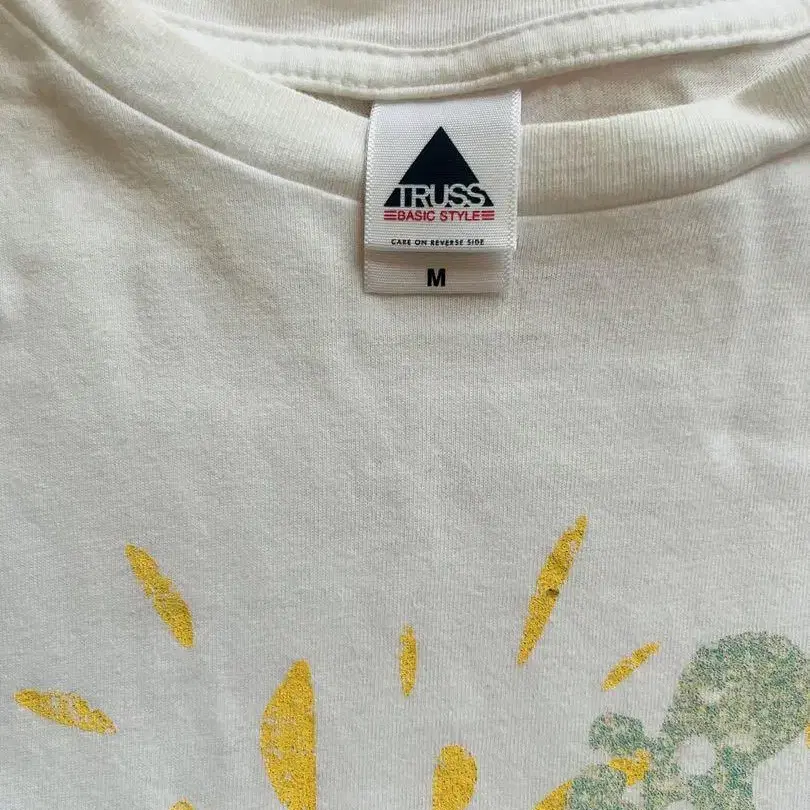 TRUSS
BASIC STYLE
CARE ON REVERSE SIDE
M